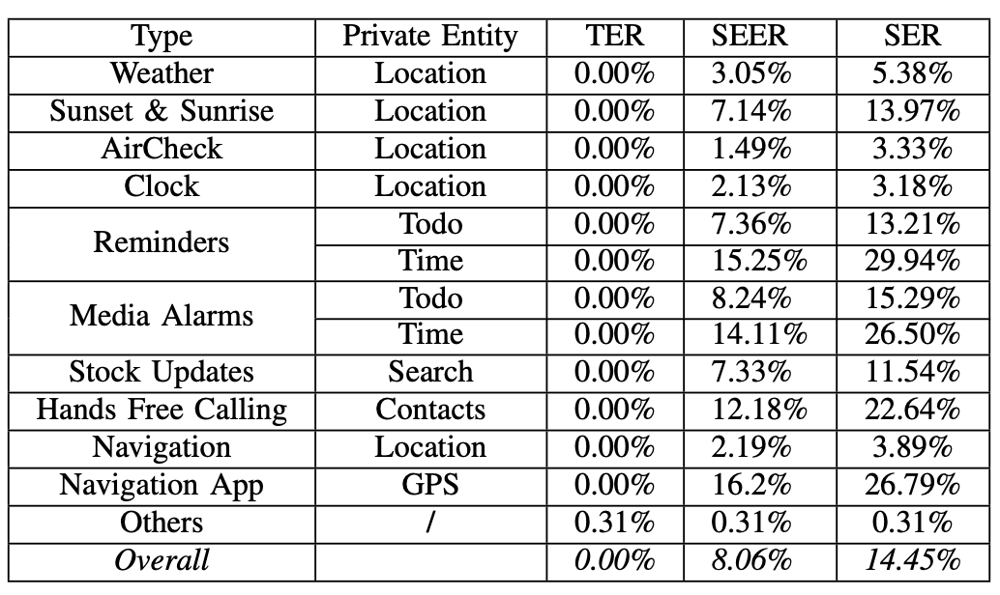 Type Private Entity TER SEER SER
Weather Location 0.00% 3.05% 5.38%
Sunset & Sunrise Location 0.00% 7.14% 13.97%
AirCheck Location 0.00% 1.49% 3.33%
Clock Location 0.00% 2.13% 3.18%
Reminders Todo 0.00% 7.36% 13.21%
Time 0.00% 15.25% 29.94%
Media Alarms Todo 0.00% 8.24% 15.29%
Time 0.00% 14.11% 26.50%
Stock Updates Search 0.00% 7.33% 11.54%
Hands Free Calling Contacts 0.00% 12.18% 22.64%
Navigation Location 0.00% 2.19% 3.89%
Navigation App GPS 0.00% 16.2% 26.79%
Others / 0.31% 0.31% 0.31%
Overall 0.00% 8.06% 14.45%